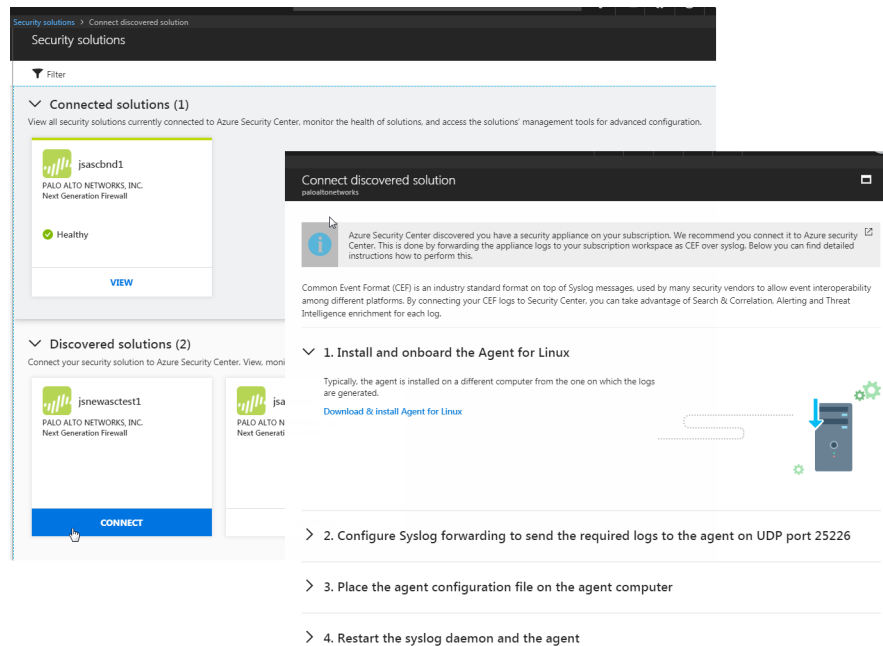 Security solutions > Connect discovered solution
Security solutions
Filter
Connected solutions (1)
View all security solutions currently connected to Azure Security Center, monitor the health of solutions, and access the solutions' management tools for advanced configuration.
jsascbnd1
PALO ALTO NETWORKS, INC.
Next Generation Firewall
Healthy
VIEW
Discovered solutions (2)
Connect your security solution to Azure Security Center. View, moni
jsnewasctest1
PALO ALTO NETWORKS, INC.
Next Generation Firewall
CONNECT
jsa
PALO ALTO N
Next Generati
Connect discovered solution
paloaltonetworks
Azure Security Center discovered you have a security appliance on your subscription. We recommend you connect it to Azure security
Center. This is done by forwarding the appliance logs to your subscription workspace as CEF over syslog. Below you can find detailed
instructions how to perform this.
Common Event Format (CEF) is an industry standard format on top of Syslog messages, used by many security vendors to allow event interoperability
among different platforms. By connecting your CEF logs to Security Center, you can take advantage of Search & Correlation, Alerting and Threat
Intelligence enrichment for each log.
1. Install and onboard the Agent for Linux
Typically, the agent is installed on a different computer from the one on which the logs
are generated.
Download & install Agent for Linux
2. Configure Syslog forwarding to send the required logs to the agent on UDP port 25226
3. Place the agent configuration file on the agent computer
4. Restart the syslog daemon and the agent